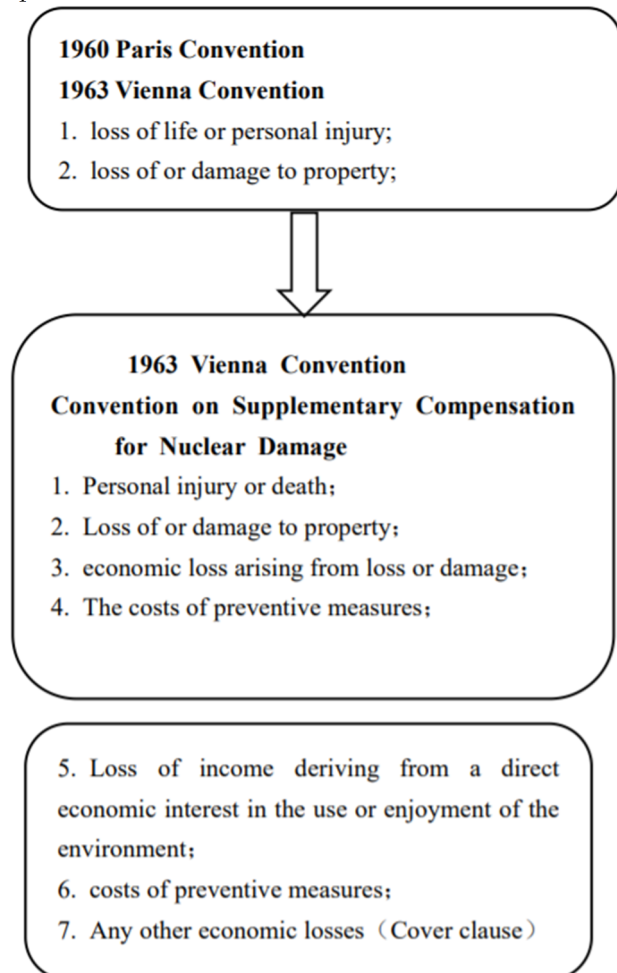 1960 Paris Convention
1963 Vienna Convention
1. loss of life or personal injury;
2. loss of or damage to property;
1963 Vienna Convention
Convention on Supplementary Compensation
for Nuclear Damage
1. Personal injury or death；
2. Loss of or damage to property；
3. economic loss arising from loss or damage；
4. The costs of preventive measures；
5. Loss of income deriving from a direct
economic interest in the use or enjoyment of the
environment；
6. costs of preventive measures；
7. Any other economic losses（Cover clause）